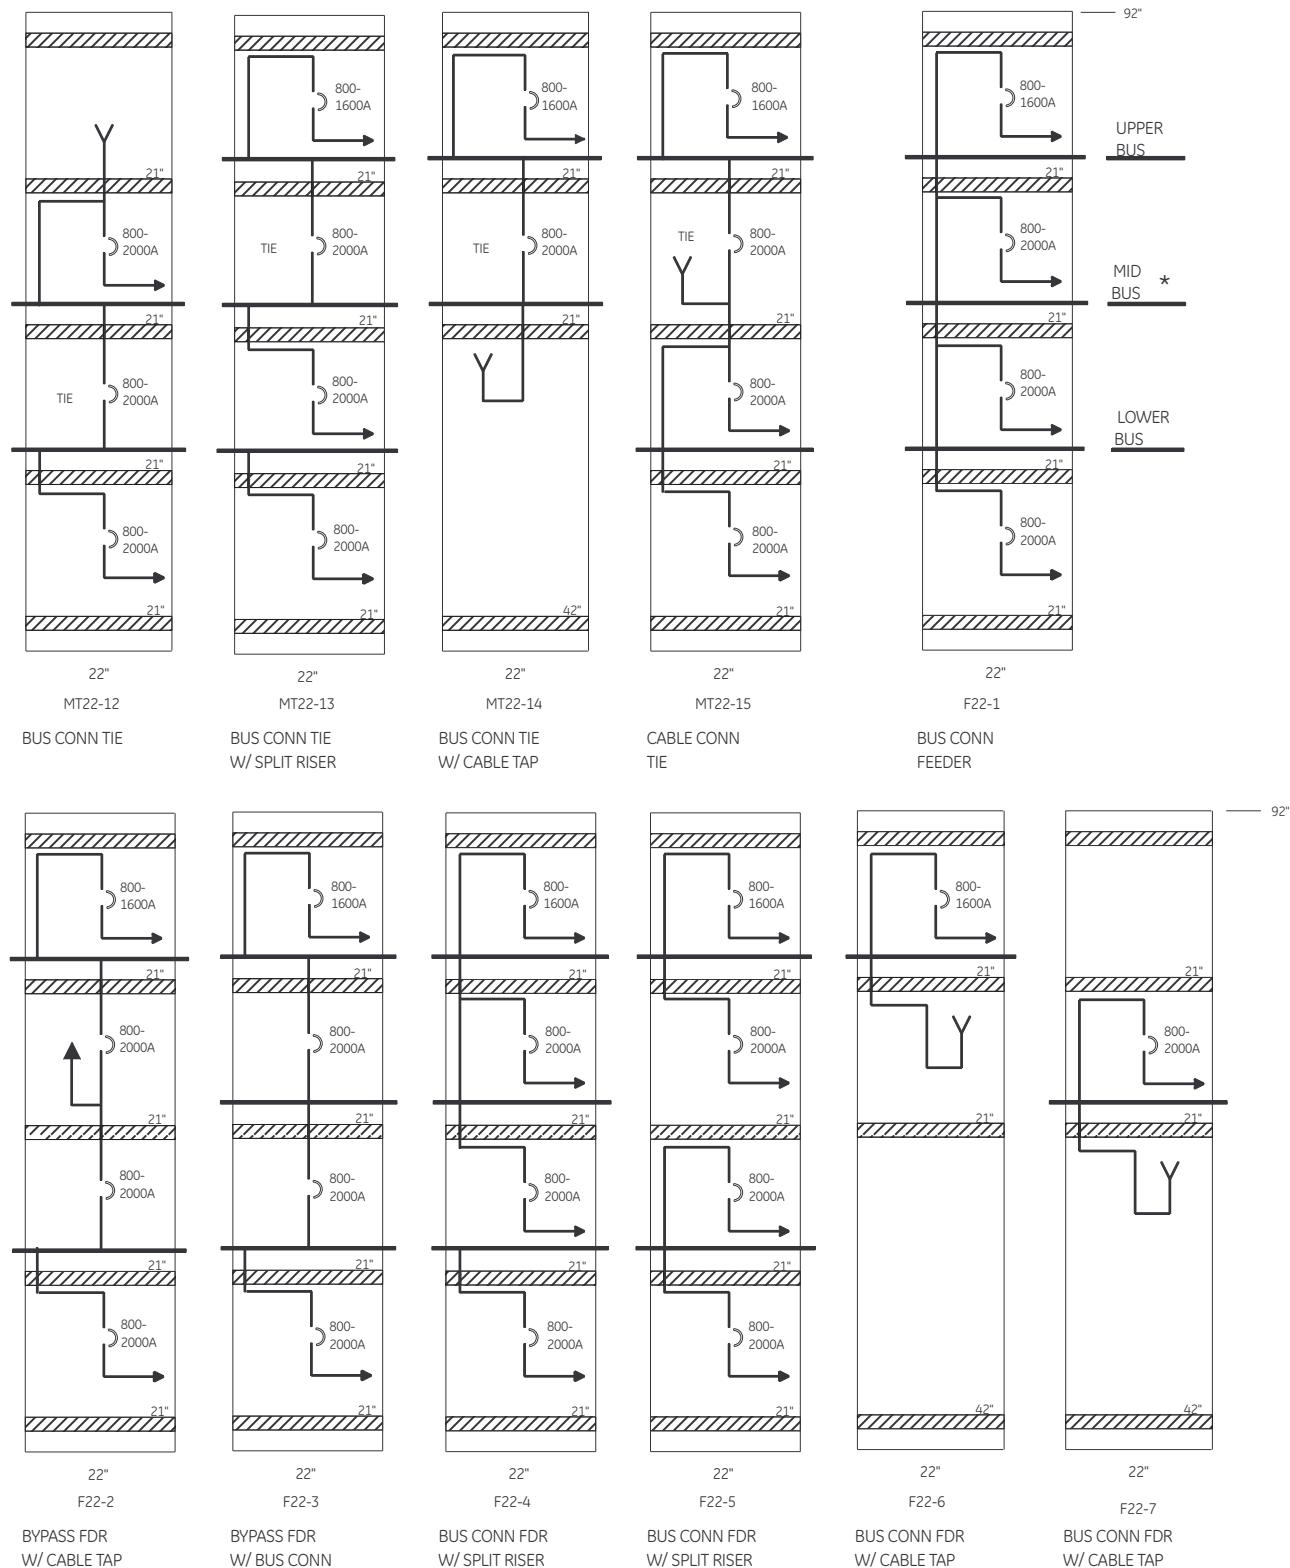 92"
800-
1600A
800-
1600A
800-
1600A
800-
1600A
UPPER
BUS
21"
21"
21"
21"
21"
800-
2000A
TIE
800-
2000A
TIE
800-
2000A
TIE
800-
2000A
800-
2000A
MID
BUS *
21"
21"
21"
21"
21"
TIE
800-
2000A
800-
2000A
800-
2000A
800-
2000A
LOWER
BUS
21"
21"
21"
21"
800-
2000A
800-
2000A
800-
2000A
800-
2000A
21"
21"
42"
21"
21"
22"
22"
22"
22"
22"
MT22-12
MT22-13
MT22-14
MT22-15
F22-1
BUS CONN TIE
BUS CONN TIE
W/ SPLIT RISER
BUS CONN TIE
W/ CABLE TAP
CABLE CONN
TIE
BUS CONN
FEEDER
92"
800-
1600A
800-
1600A
800-
1600A
800-
1600A
800-
1600A
21"
21"
21"
21"
21"
21"
800-
2000A
800-
2000A
800-
2000A
800-
2000A
800-
2000A
21"
21"
21"
21"
21"
21"
800-
2000A
800-
2000A
800-
2000A
800-
2000A
21"
21"
21"
21"
800-
2000A
800-
2000A
800-
2000A
800-
2000A
21"
21"
21"
21"
42"
42"
22"
22"
22"
22"
22"
22"
F22-2
F22-3
F22-4
F22-5
F22-6
F22-7
BYPASS FDR
W/ CABLE TAP
BYPASS FDR
W/ BUS CONN
BUS CONN FDR
W/ SPLIT RISER
BUS CONN FDR
W/ SPLIT RISER
BUS CONN FDR
W/ CABLE TAP
BUS CONN FDR
W/ CABLE TAP